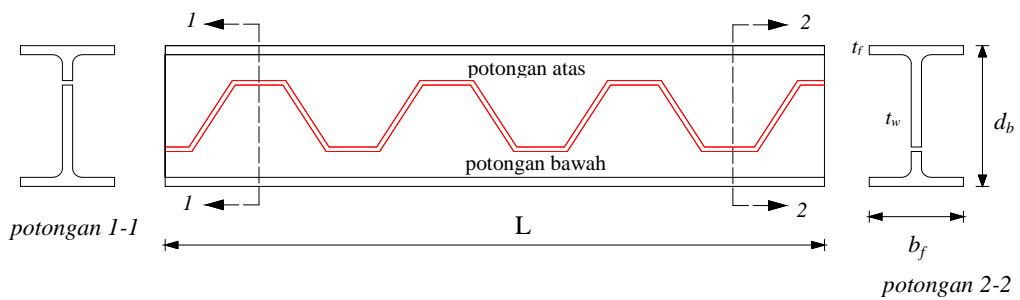 1
2
t_f
potongan atas
t_w
d_b
potongan bawah
1
2
potongan 1-1
L
b_f
potongan 2-2